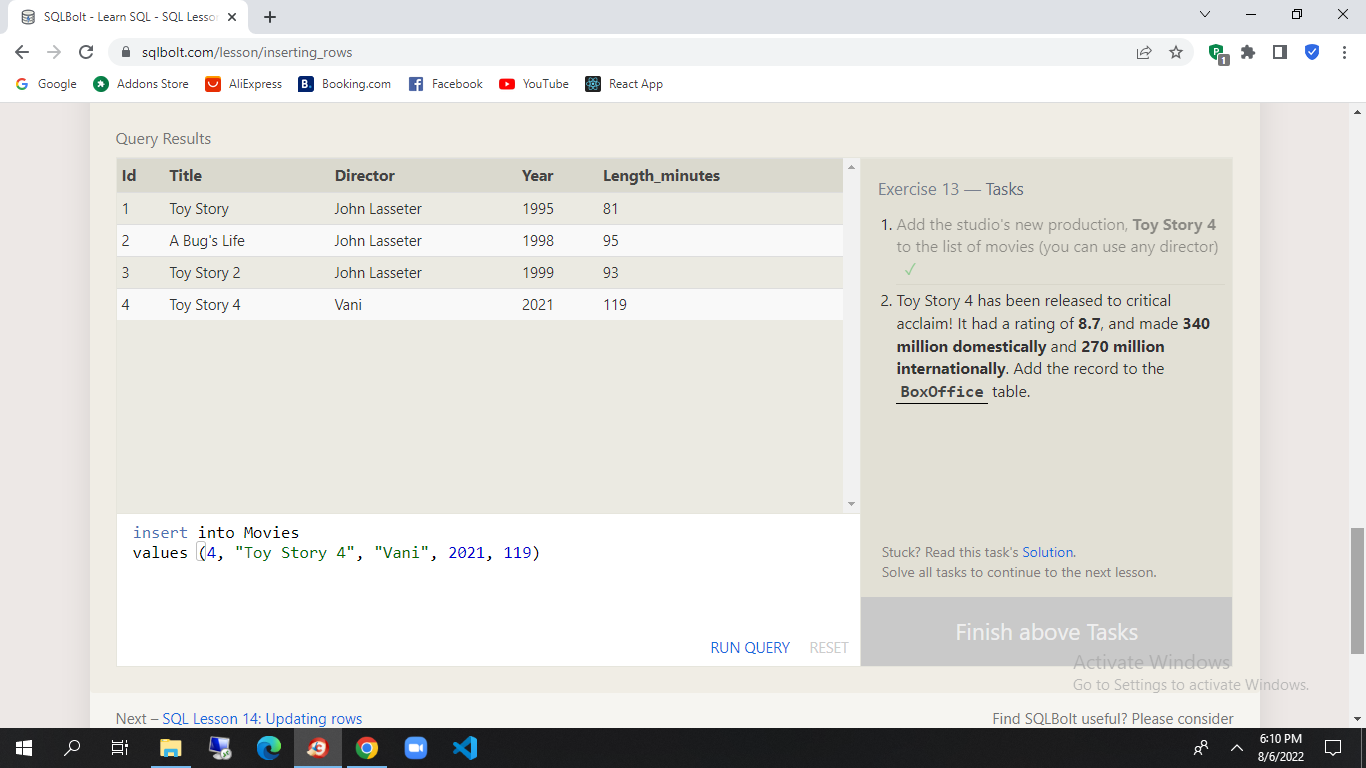 SQLBolt - Learn SQL - SQL Lesso
sqlbolt.com/lesson/inserting_rows
1
Google Addons Store AliExpress B. Booking.com Facebook YouTube React App
Query Results
Id Title Director Year Length_minutes
1 Toy Story John Lasseter 1995 81
2 A Bug's Life John Lasseter 1998 95
3 Toy Story 2 John Lasseter 1999 93
4 Toy Story 4 Vani 2021 119
insert into Movies
values (4, "Toy Story 4", "Vani", 2021, 119)
RUN QUERY RESET
Exercise 13 — Tasks
1. Add the studio's new production, Toy Story 4
to the list of movies (you can use any director)
✓
2. Toy Story 4 has been released to critical
acclaim! It had a rating of 8.7, and made 340
million domestically and 270 million
internationally. Add the record to the
BoxOffice table.
Stuck? Read this task's Solution.
Solve all tasks to continue to the next lesson.
Finish above Tasks
Activate Windows
Go to Settings to activate Windows.
Next – SQL Lesson 14: Updating rows
Find SQLBolt useful? Please consider
6:10 PM
8/6/2022